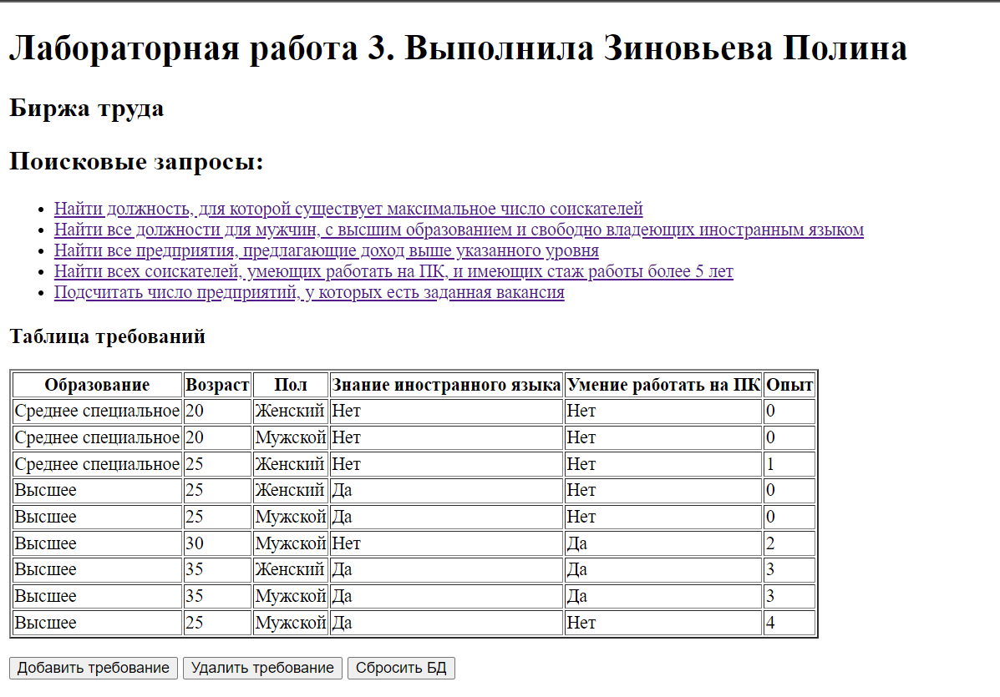 Лабораторная работа 3. Выполнила Зиновьева Полина
Биржа труда
Поисковые запросы:
Найти должность, для которой существует максимальное число соискателей
Найти все должности для мужчин, с высшим образованием и свободно владеющих иностранным языком
Найти все предприятия, предлагающие доход выше указанного уровня
Найти всех соискателей, умеющих работать на ПК, и имеющих стаж работы более 5 лет
Подсчитать число предприятий, у которых есть заданная вакансия
Таблица требований
Образование Возраст Пол Знание иностранного языка Умение работать на ПК Опыт
Среднее специальное 20 Женский Нет Нет 0
Среднее специальное 20 Мужской Нет Нет 0
Среднее специальное 25 Женский Нет Нет 1
Высшее 25 Женский Да Нет 0
Высшее 25 Мужской Да Нет 0
Высшее 30 Мужской Нет Да 2
Высшее 35 Женский Да Да 3
Высшее 35 Мужской Да Да 3
Высшее 25 Мужской Да Нет 4
Добавить требование Удалить требование Сбросить БД